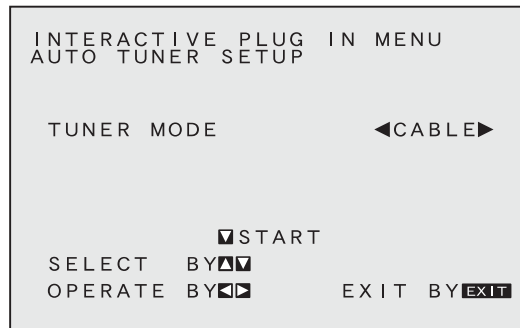 INTERACTIVE PLUG IN MENU
AUTO TUNER SETUP
TUNER MODE ◀CABLE▶
▼START
SELECT BY▲▼
OPERATE BY◀▶ EXIT BY EXIT